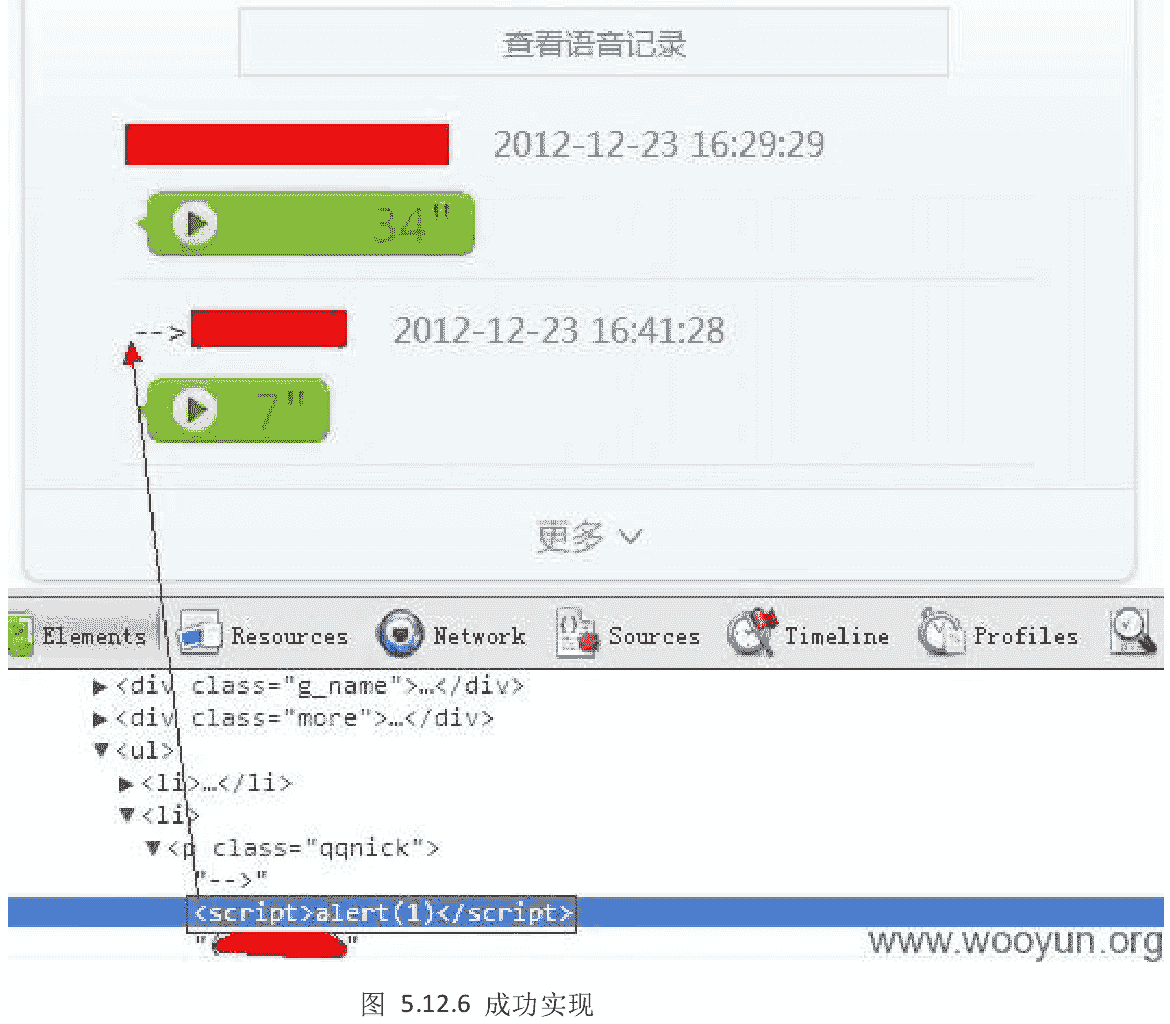 查看语音记录
2012-12-23 16:29:29
34"
--> 2012-12-23 16:41:28
7"
更多
Elements Resources Network Sources Timeline Profiles
▶<div class="g_name">…</div>
▶<div class="more">…</div>
▼<ul>
▶<li>…</li>
▼<li>
▼<p class="qqnick">
"-->"
<script>alert(1)</script>
"( "
www.wooyun.org
图 5.12.6 成功实现